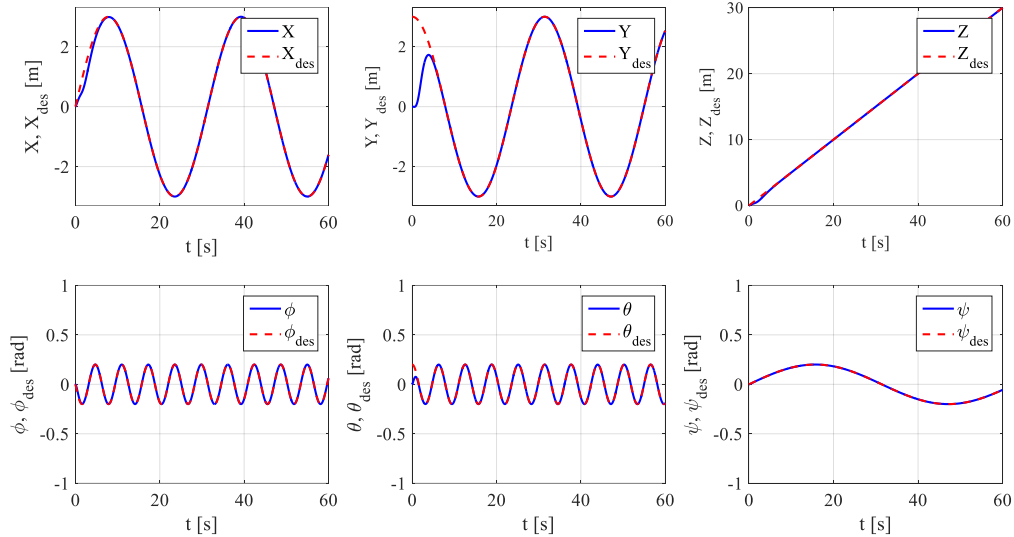 X, X_des [m]
2
0
-2
X
X_des
0
20
40
60
t [s]
Y, Y_des [m]
2
0
-2
Y
Y_des
0
20
40
60
t [s]
Z, Z_des [m]
30
20
10
0
Z
Z_des
0
20
40
60
t [s]
ϕ, ϕ_des [rad]
1
0.5
0
-0.5
-1
ϕ
ϕ_des
0
20
40
60
t [s]
θ, θ_des [rad]
1
0.5
0
-0.5
-1
θ
θ_des
0
20
40
60
t [s]
ψ, ψ_des [rad]
1
0.5
0
-0.5
-1
ψ
ψ_des
0
20
40
60
t [s]